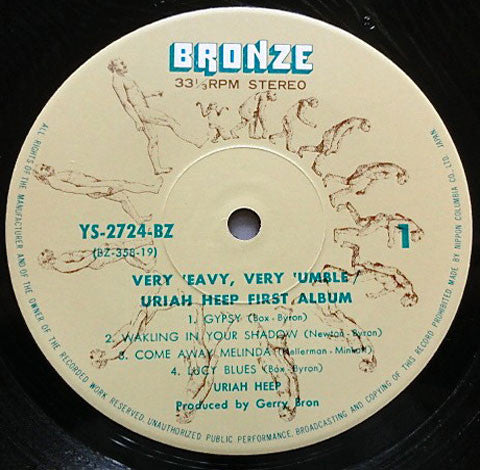 BRONZE
33⅓RPM STEREO
YS-2724-BZ
(BZ-358-19)
1
VERY 'EAVY, VERY 'UMBLE /
URIAH HEEP FIRST ALBUM
1. GYPSY (Box - Byron)
2. WAKLING IN YOUR SHADOW (Newton - Byron)
3. COME AWAY MELINDA (Hellerman - Minkoff)
4. LUCY BLUES (Box - Byron)
URIAH HEEP
Produced by Gerry Bron
ALL RIGHTS OF THE MANUFACTURER AND OF THE OWNER OF THE RECORDED WORK RESERVED. UNAUTHORIZED PUBLIC PERFORMANCE, BROADCASTING AND COPYING OF THIS RECORD PROHIBITED. MADE BY NIPPON COLUMBIA CO., LTD. JAPAN.